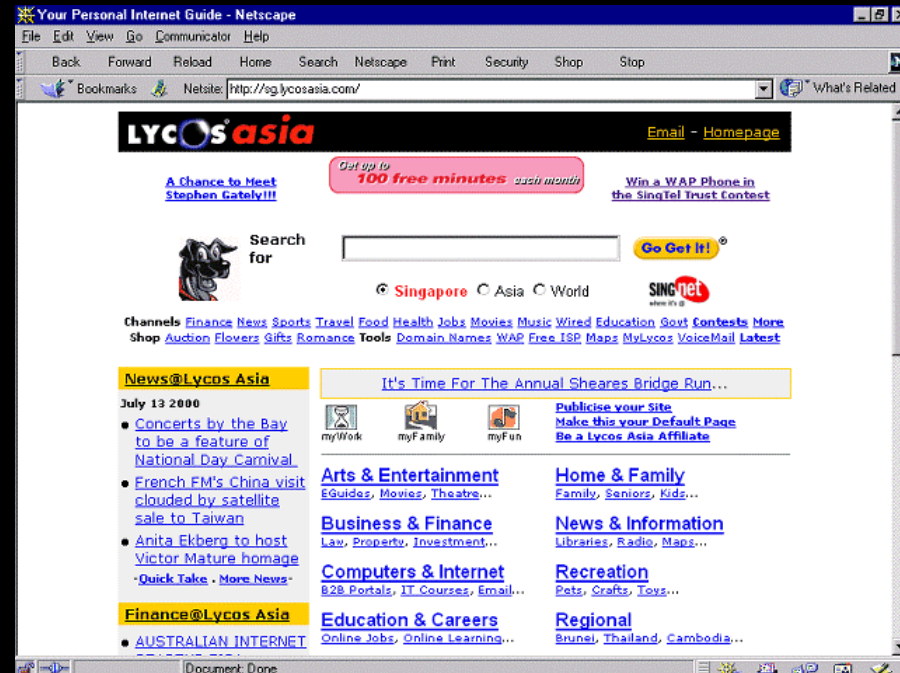 Your Personal Internet Guide - Netscape
File Edit View Go Communicator Help
Back Forward Reload Home Search Netscape Print Security Shop Stop
Bookmarks Netsite: http://sg.lycosasia.com/ What's Related
LYCOS asia
Email - Homepage
A Chance to Meet
Stephen Gately!!!
Get up to
100 free minutes each month
Win a WAP Phone in
the SingTel Trust Contest
Search
for
Go Get It! ®
Singapore Asia World
SINGnet
where it's @
Channels Finance News Sports Travel Food Health Jobs Movies Music Wired Education Govt Contests More
Shop Auction Flowers Gifts Romance Tools Domain Names WAP Free ISP Maps MyLycos VoiceMail Latest
News@Lycos Asia
July 13 2000
Concerts by the Bay
to be a feature of
National Day Carnival
French FM's China visit
clouded by satellite
sale to Taiwan
Anita Ekberg to host
Victor Mature homage
-Quick Take . More News-
Finance@Lycos Asia
AUSTRALIAN INTERNET
It's Time For The Annual Sheares Bridge Run...
myWork myFamily myFun
Publicise your Site
Make this your Default Page
Be a Lycos Asia Affiliate
Arts & Entertainment
EGuides, Movies, Theatre...
Home & Family
Family, Seniors, Kids...
Business & Finance
Law, Property, Investment...
News & Information
Libraries, Radio, Maps...
Computers & Internet
B2B Portals, IT Courses, Email...
Recreation
Pets, Crafts, Toys...
Education & Careers
Online Jobs, Online Learning...
Regional
Brunei, Thailand, Cambodia...
Document: Done